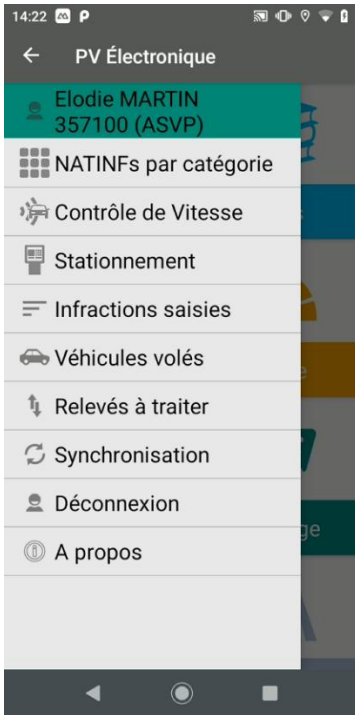 14:22 P
PV Électronique
Elodie MARTIN
357100 (ASVP)
NATINFs par catégorie
Contrôle de Vitesse
Stationnement
Infractions saisies
Véhicules volés
Relevés à traiter
Synchronisation
Déconnexion
A propos